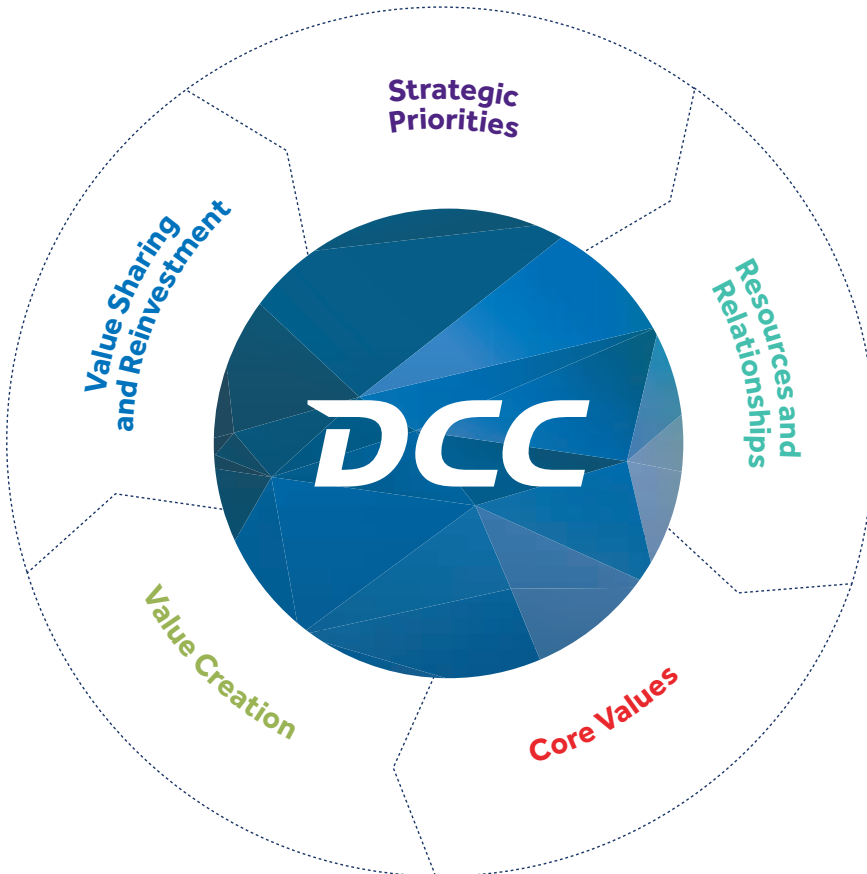 Strategic
Priorities
Resources and
Relationships
Core Values
Value Creation
Value Sharing
and Reinvestment
DCC